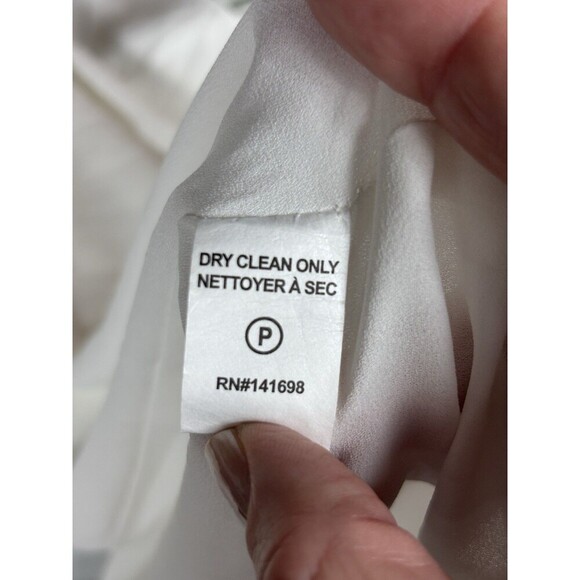 DRY CLEAN ONLY
NETTOYER À SEC
P
RN#141698